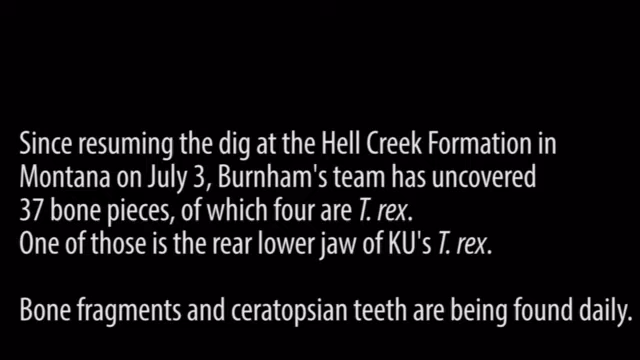 Since resuming the dig at the Hell Creek Formation in
Montana on July 3, Burnham's team has uncovered
37 bone pieces, of which four are T. rex.
One of those is the rear lower jaw of KU's T. rex.
Bone fragments and ceratopsian teeth are being found daily.